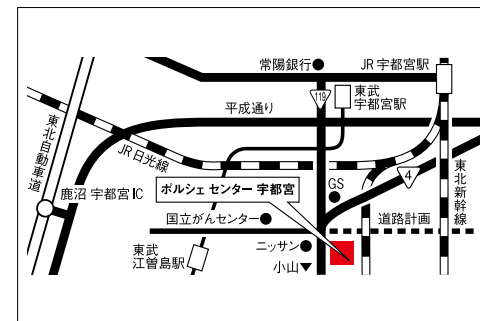 常陽銀行
JR 宇都宮駅
119
東武
宇都宮駅
平成通り
東北自動車道
JR日光線
4
鹿沼 宇都宮 IC
ポルシェ センター 宇都宮
GS
東北新幹線
国立がんセンター
道路計画
東武
江曽島駅
ニッサン
小山